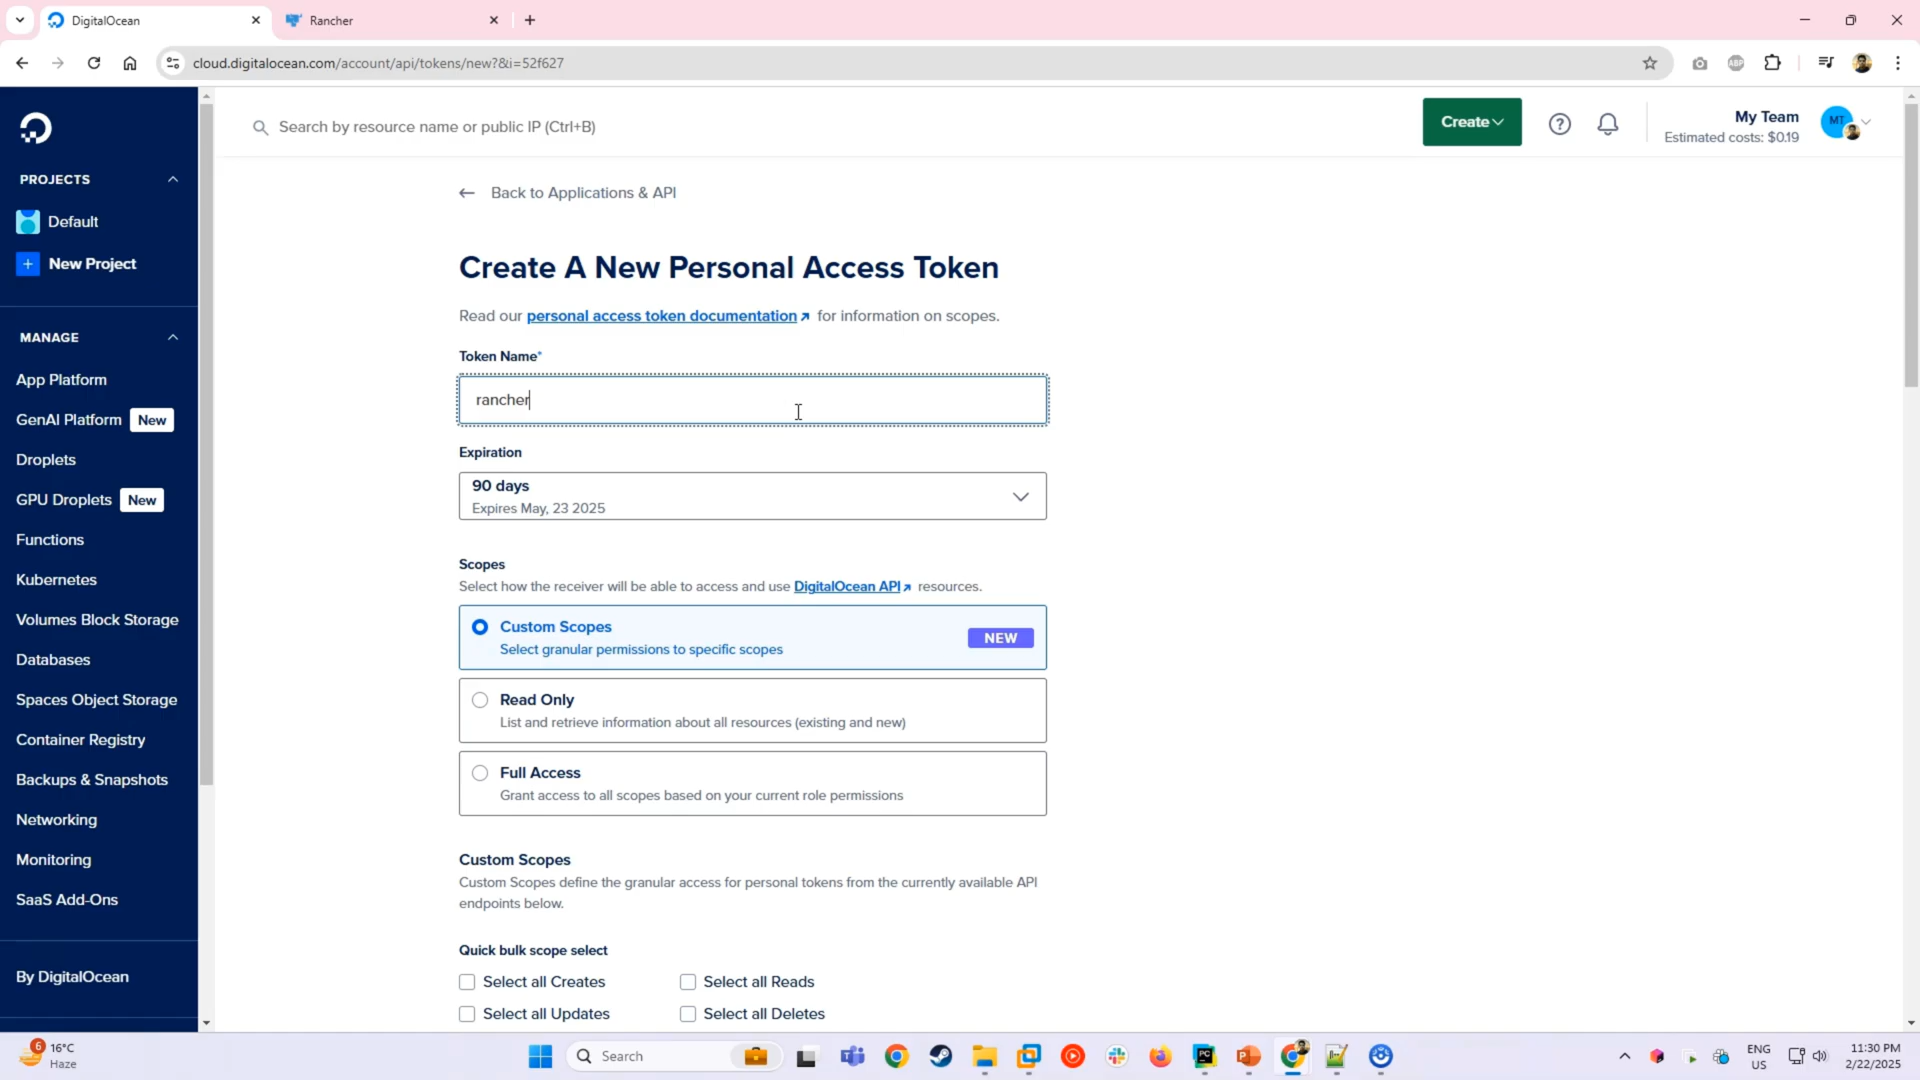 DigitalOcean
Rancher
cloud.digitalocean.com/account/api/tokens/new?&i=52f627
ABP
Search by resource name or public IP (Ctrl+B)
Create
My Team
Estimated costs: $0.19
MT
PROJECTS
Default
New Project
MANAGE
App Platform
GenAI Platform New
Droplets
GPU Droplets New
Functions
Kubernetes
Volumes Block Storage
Databases
Spaces Object Storage
Container Registry
Backups & Snapshots
Networking
Monitoring
SaaS Add-Ons
By DigitalOcean
Back to Applications & API
Create A New Personal Access Token
Read our personal access token documentation for information on scopes.
Token Name*
rancher
Expiration
90 days
Expires May, 23 2025
Scopes
Select how the receiver will be able to access and use DigitalOcean API resources.
Custom Scopes
Select granular permissions to specific scopes
NEW
Read Only
List and retrieve information about all resources (existing and new)
Full Access
Grant access to all scopes based on your current role permissions
Custom Scopes
Custom Scopes define the granular access for personal tokens from the currently available API
endpoints below.
Quick bulk scope select
Select all Creates
Select all Reads
Select all Updates
Select all Deletes
6
16°C
Haze
Search
PC
ENG
US
11:30 PM
2/22/2025